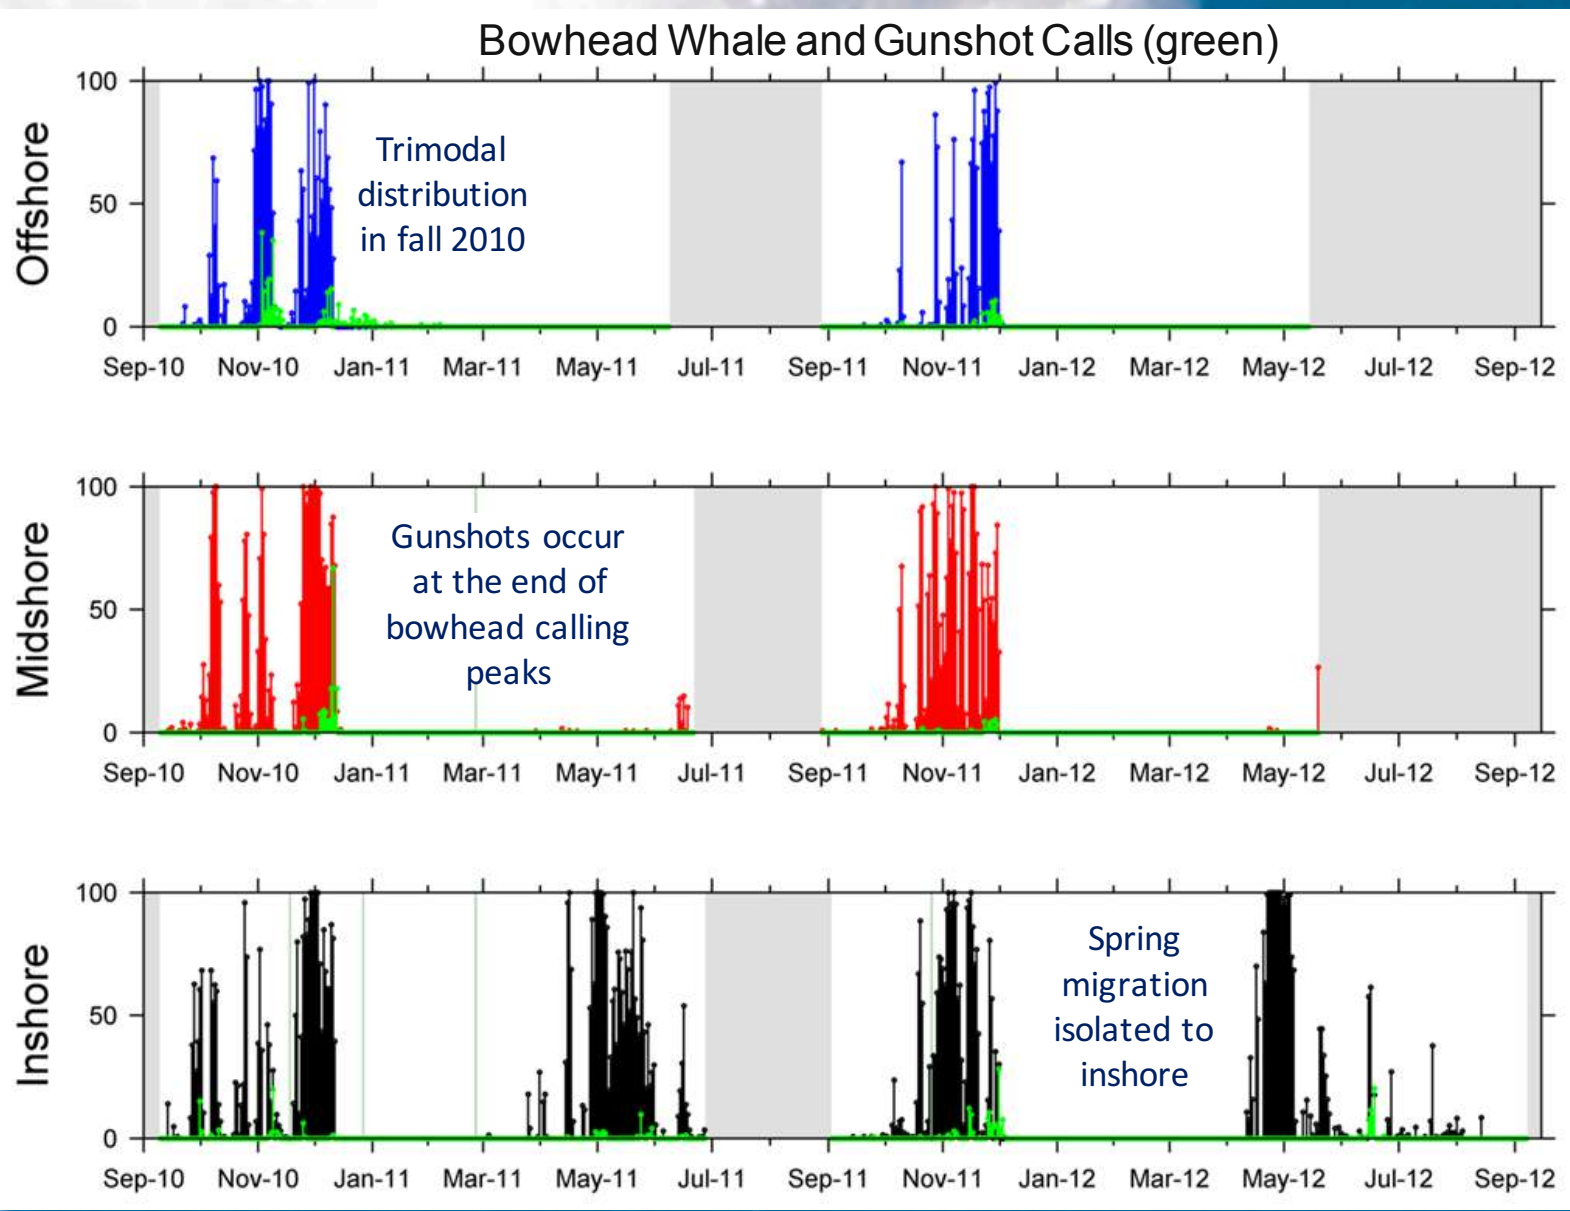 Bowhead Whale and Gunshot Calls (green)
Offshore
100
50
0
Trimodal
distribution
in fall 2010
Sep-10 Nov-10 Jan-11 Mar-11 May-11 Jul-11 Sep-11 Nov-11 Jan-12 Mar-12 May-12 Jul-12 Sep-12
Midshore
100
50
0
Gunshots occur
at the end of
bowhead calling
peaks
Sep-10 Nov-10 Jan-11 Mar-11 May-11 Jul-11 Sep-11 Nov-11 Jan-12 Mar-12 May-12 Jul-12 Sep-12
Inshore
100
50
0
Spring
migration
isolated to
inshore
Sep-10 Nov-10 Jan-11 Mar-11 May-11 Jul-11 Sep-11 Nov-11 Jan-12 Mar-12 May-12 Jul-12 Sep-12